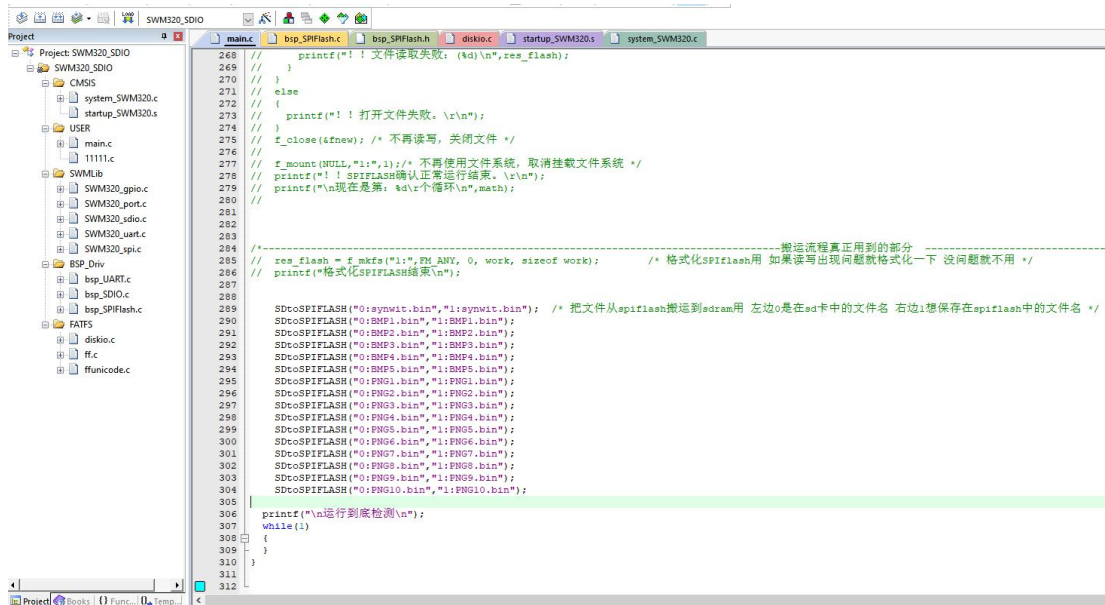 LOAD
SWM320_SDIO
Project
Project: SWM320_SDIO
SWM320_SDIO
CMSIS
system_SWM320.c
startup_SWM320.s
USER
main.c
11111.c
SWMLib
SWM320_gpio.c
SWM320_port.c
SWM320_sdio.c
SWM320_uart.c
SWM320_spi.c
BSP_Driv
bsp_UART.c
bsp_SDIO.c
bsp_SPIFlash.c
FATFS
diskio.c
ff.c
ffunicode.c
Project Books {} Func... Temp...
main.c bsp_SPIFlash.c bsp_SPIFlash.h diskio.c startup_SWM320.s system_SWM320.c
268 // printf("！！文件读取失败：(%d)\n",res_flash);
269 // }
270 // }
271 // else
272 // {
273 // printf("！！打开文件失败。\r\n");
274 // }
275 // f_close(&fnew); /* 不再读写，关闭文件 */
276 //
277 // f_mount(NULL,"1:",1);/* 不再使用文件系统，取消挂载文件系统 */
278 // printf("！！SPIFLASH确认正常运行结束。\r\n");
279 // printf("\n现在是第：%d\r个循环\n",math);
280 //
281
282
283
284 /*-----------------------------------------------------------------------------------搬运流程真正用到的部分 -----------------------------
285 // res_flash = f_mkfs("1:",FM_ANY, 0, work, sizeof work); /* 格式化SPIflash用 如果读写出现问题就格式化一下 没问题就不用 */
286 // printf("格式化SPIFLASH结束\n");
287
288
289 SDtoSPIFLASH("0:synwit.bin","1:synwit.bin"); /* 把文件从spiflash搬运到sdram用 左边0是在sd卡中的文件名 右边1想保存在spiflash中的文件名 */
290 SDtoSPIFLASH("0:BMP1.bin","1:BMP1.bin");
291 SDtoSPIFLASH("0:BMP2.bin","1:BMP2.bin");
292 SDtoSPIFLASH("0:BMP3.bin","1:BMP3.bin");
293 SDtoSPIFLASH("0:BMP4.bin","1:BMP4.bin");
294 SDtoSPIFLASH("0:BMP5.bin","1:BMP5.bin");
295 SDtoSPIFLASH("0:PNG1.bin","1:PNG1.bin");
296 SDtoSPIFLASH("0:PNG2.bin","1:PNG2.bin");
297 SDtoSPIFLASH("0:PNG3.bin","1:PNG3.bin");
298 SDtoSPIFLASH("0:PNG4.bin","1:PNG4.bin");
299 SDtoSPIFLASH("0:PNG5.bin","1:PNG5.bin");
300 SDtoSPIFLASH("0:PNG6.bin","1:PNG6.bin");
301 SDtoSPIFLASH("0:PNG7.bin","1:PNG7.bin");
302 SDtoSPIFLASH("0:PNG8.bin","1:PNG8.bin");
303 SDtoSPIFLASH("0:PNG9.bin","1:PNG9.bin");
304 SDtoSPIFLASH("0:PNG10.bin","1:PNG10.bin");
305
306 printf("\n运行到底检测\n");
307 while(1)
308 {
309 }
310 }
311
312